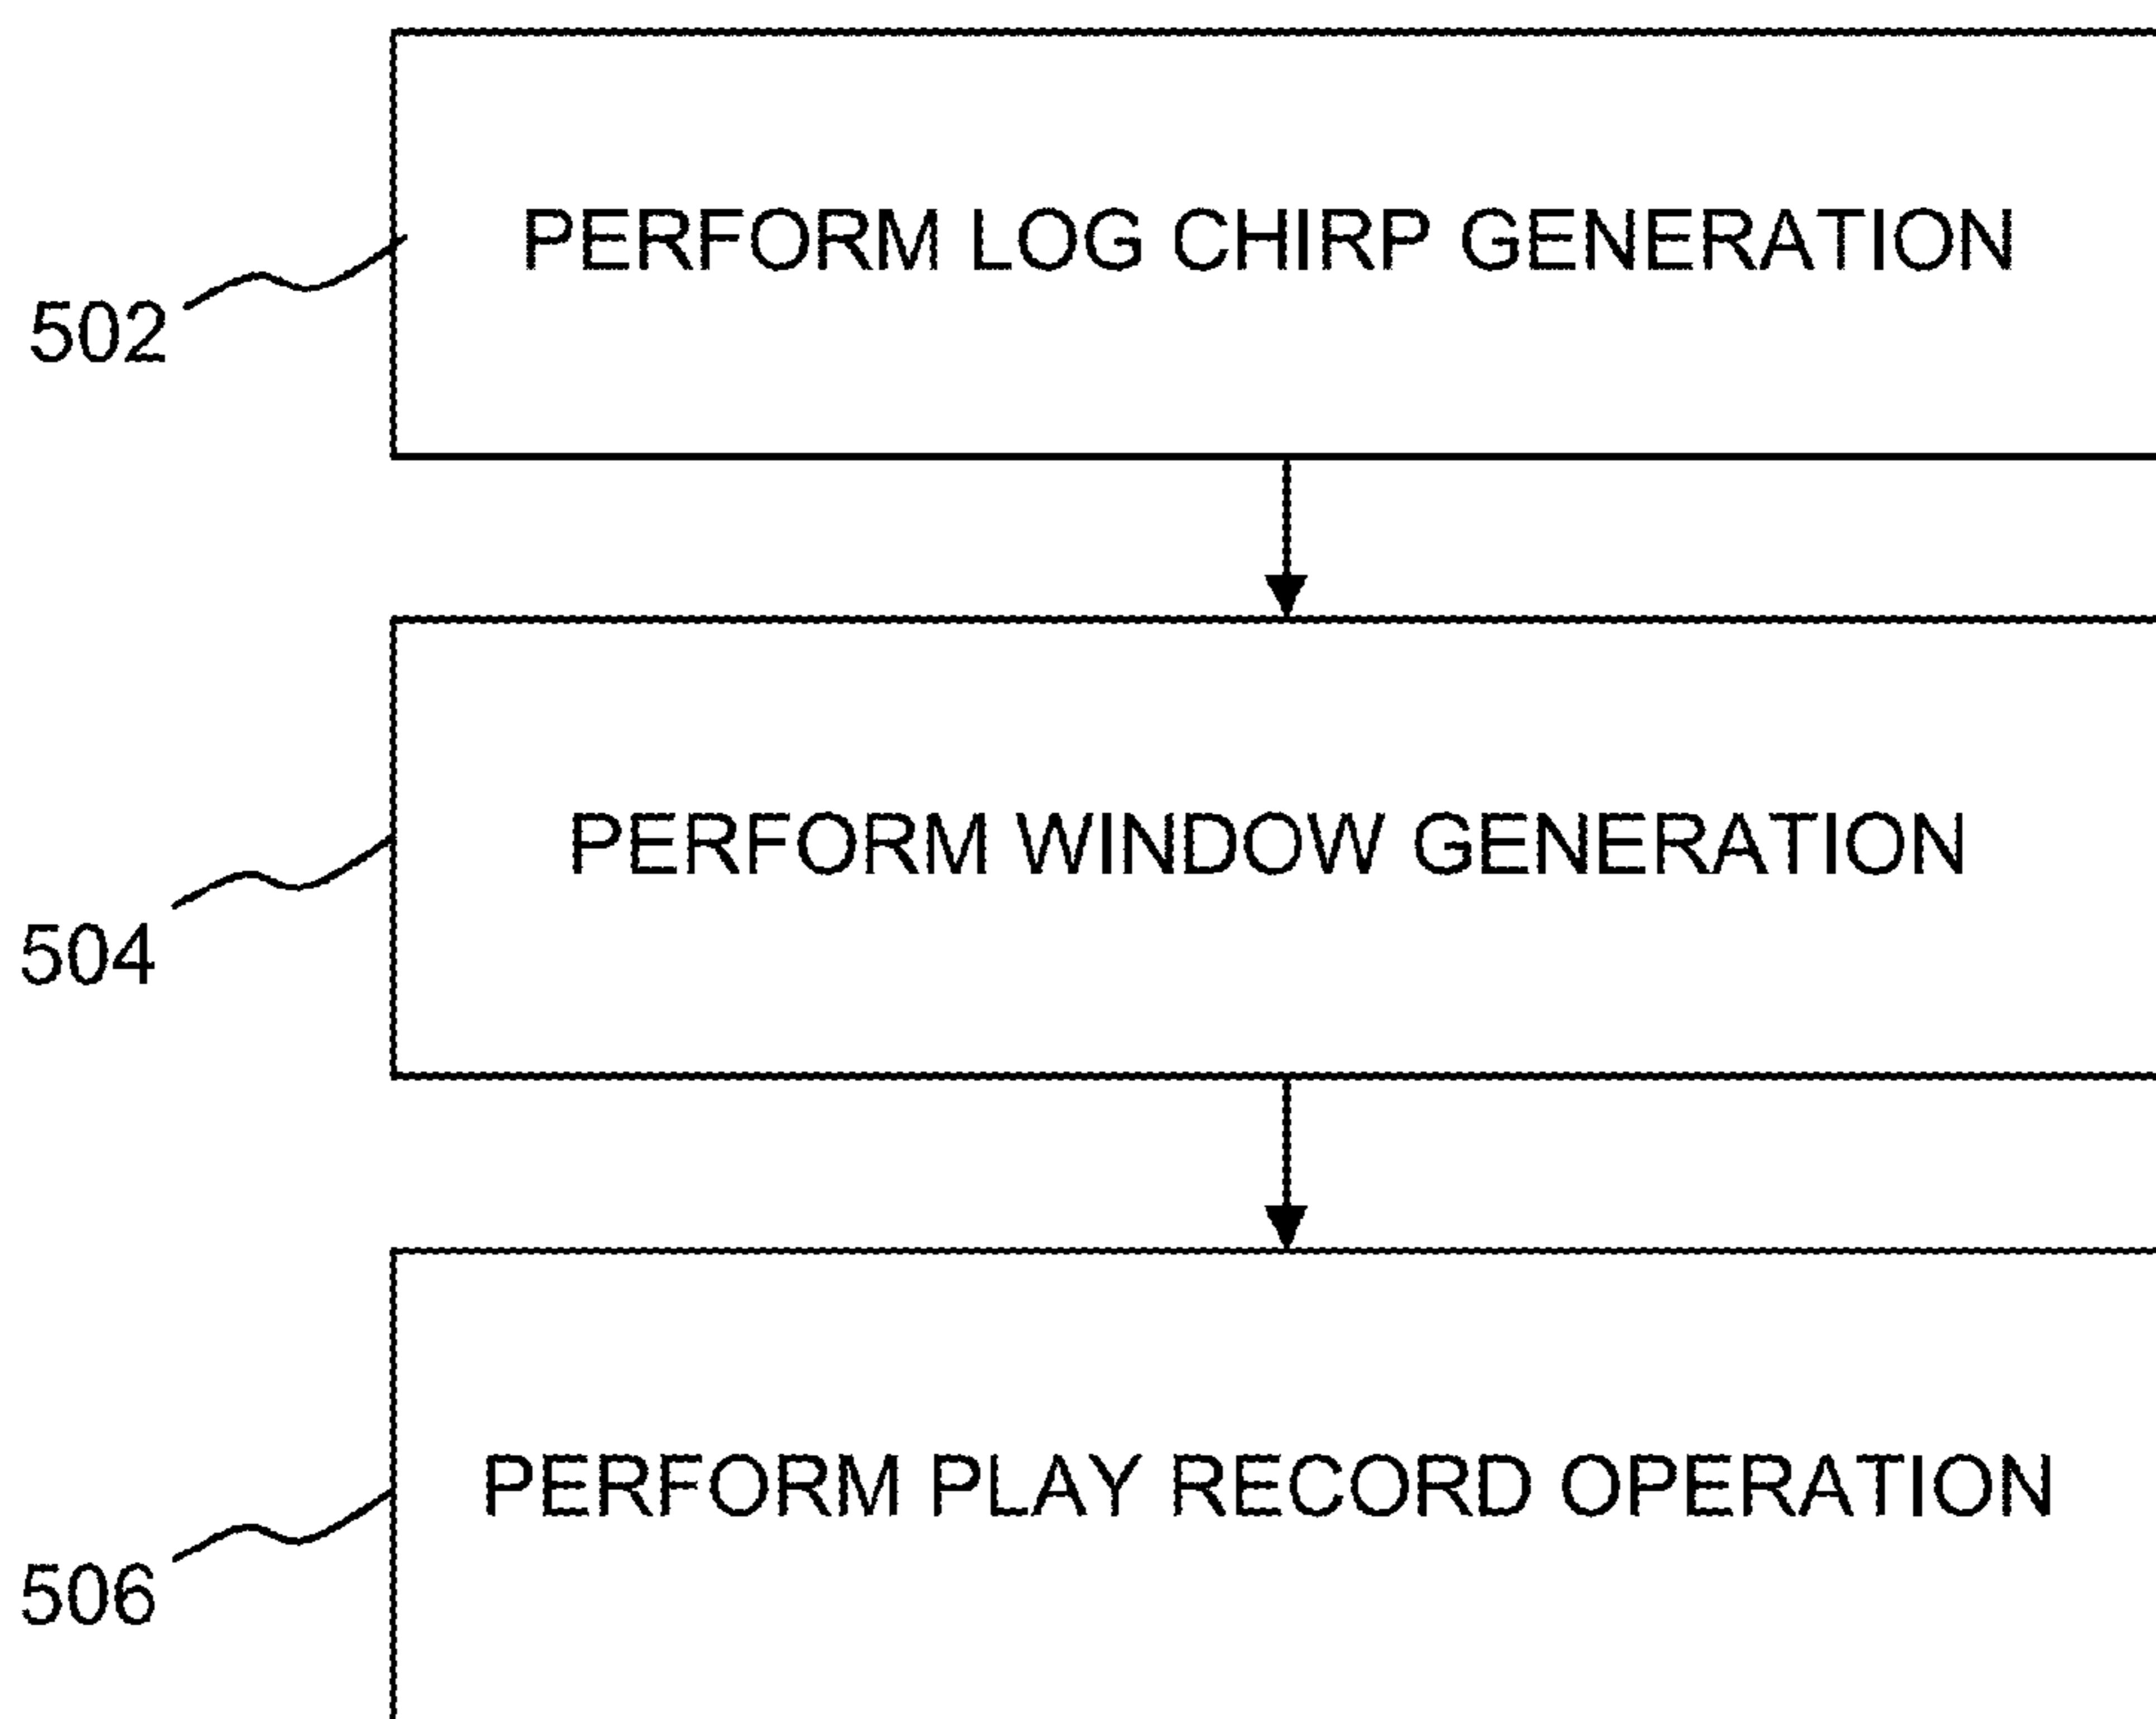 PERFORM LOG CHIRP GENERATION
502
PERFORM WINDOW GENERATION
504
PERFORM PLAY RECORD OPERATION
506